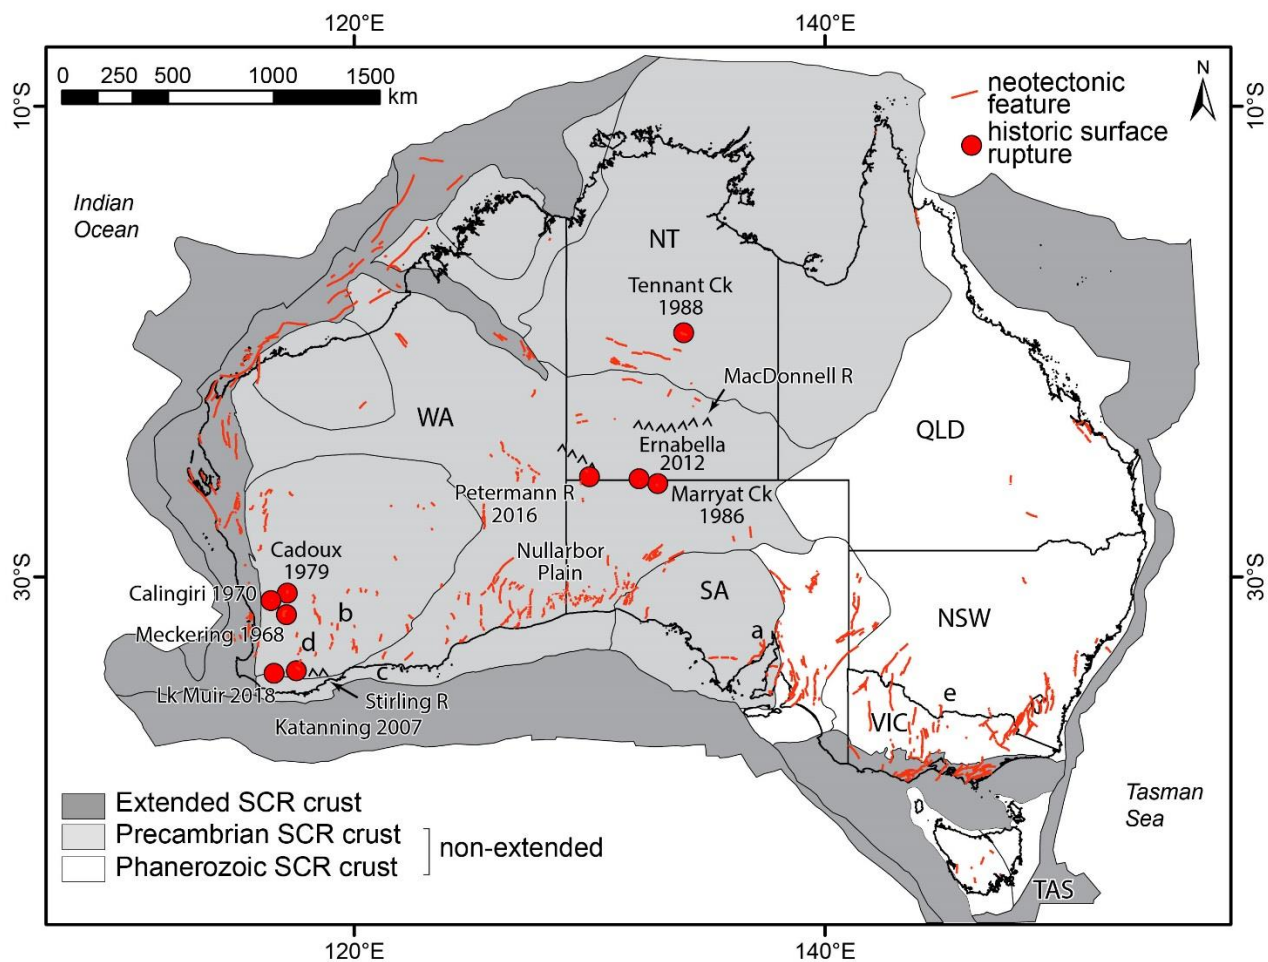 120°E
140°E
0 250 500 1000 1500
km
neotectonic
feature
historic surface
rupture
N
10°S
10°S
Indian
Ocean
NT
Tennant Ck
1988
MacDonnell R
WA
QLD
Ernabella
2012
Petermann R
2016
Marryat Ck
1986
Nullarbor
Plain
Cadoux
1979
30°S
30°S
Calingiri 1970
SA
b
NSW
Meckering 1968
d
a
c
Lk Muir 2018
Stirling R
e
Katanning 2007
VIC
Extended SCR crust
Precambrian SCR crust
Phanerozoic SCR crust
non-extended
Tasman
Sea
TAS
120°E
140°E